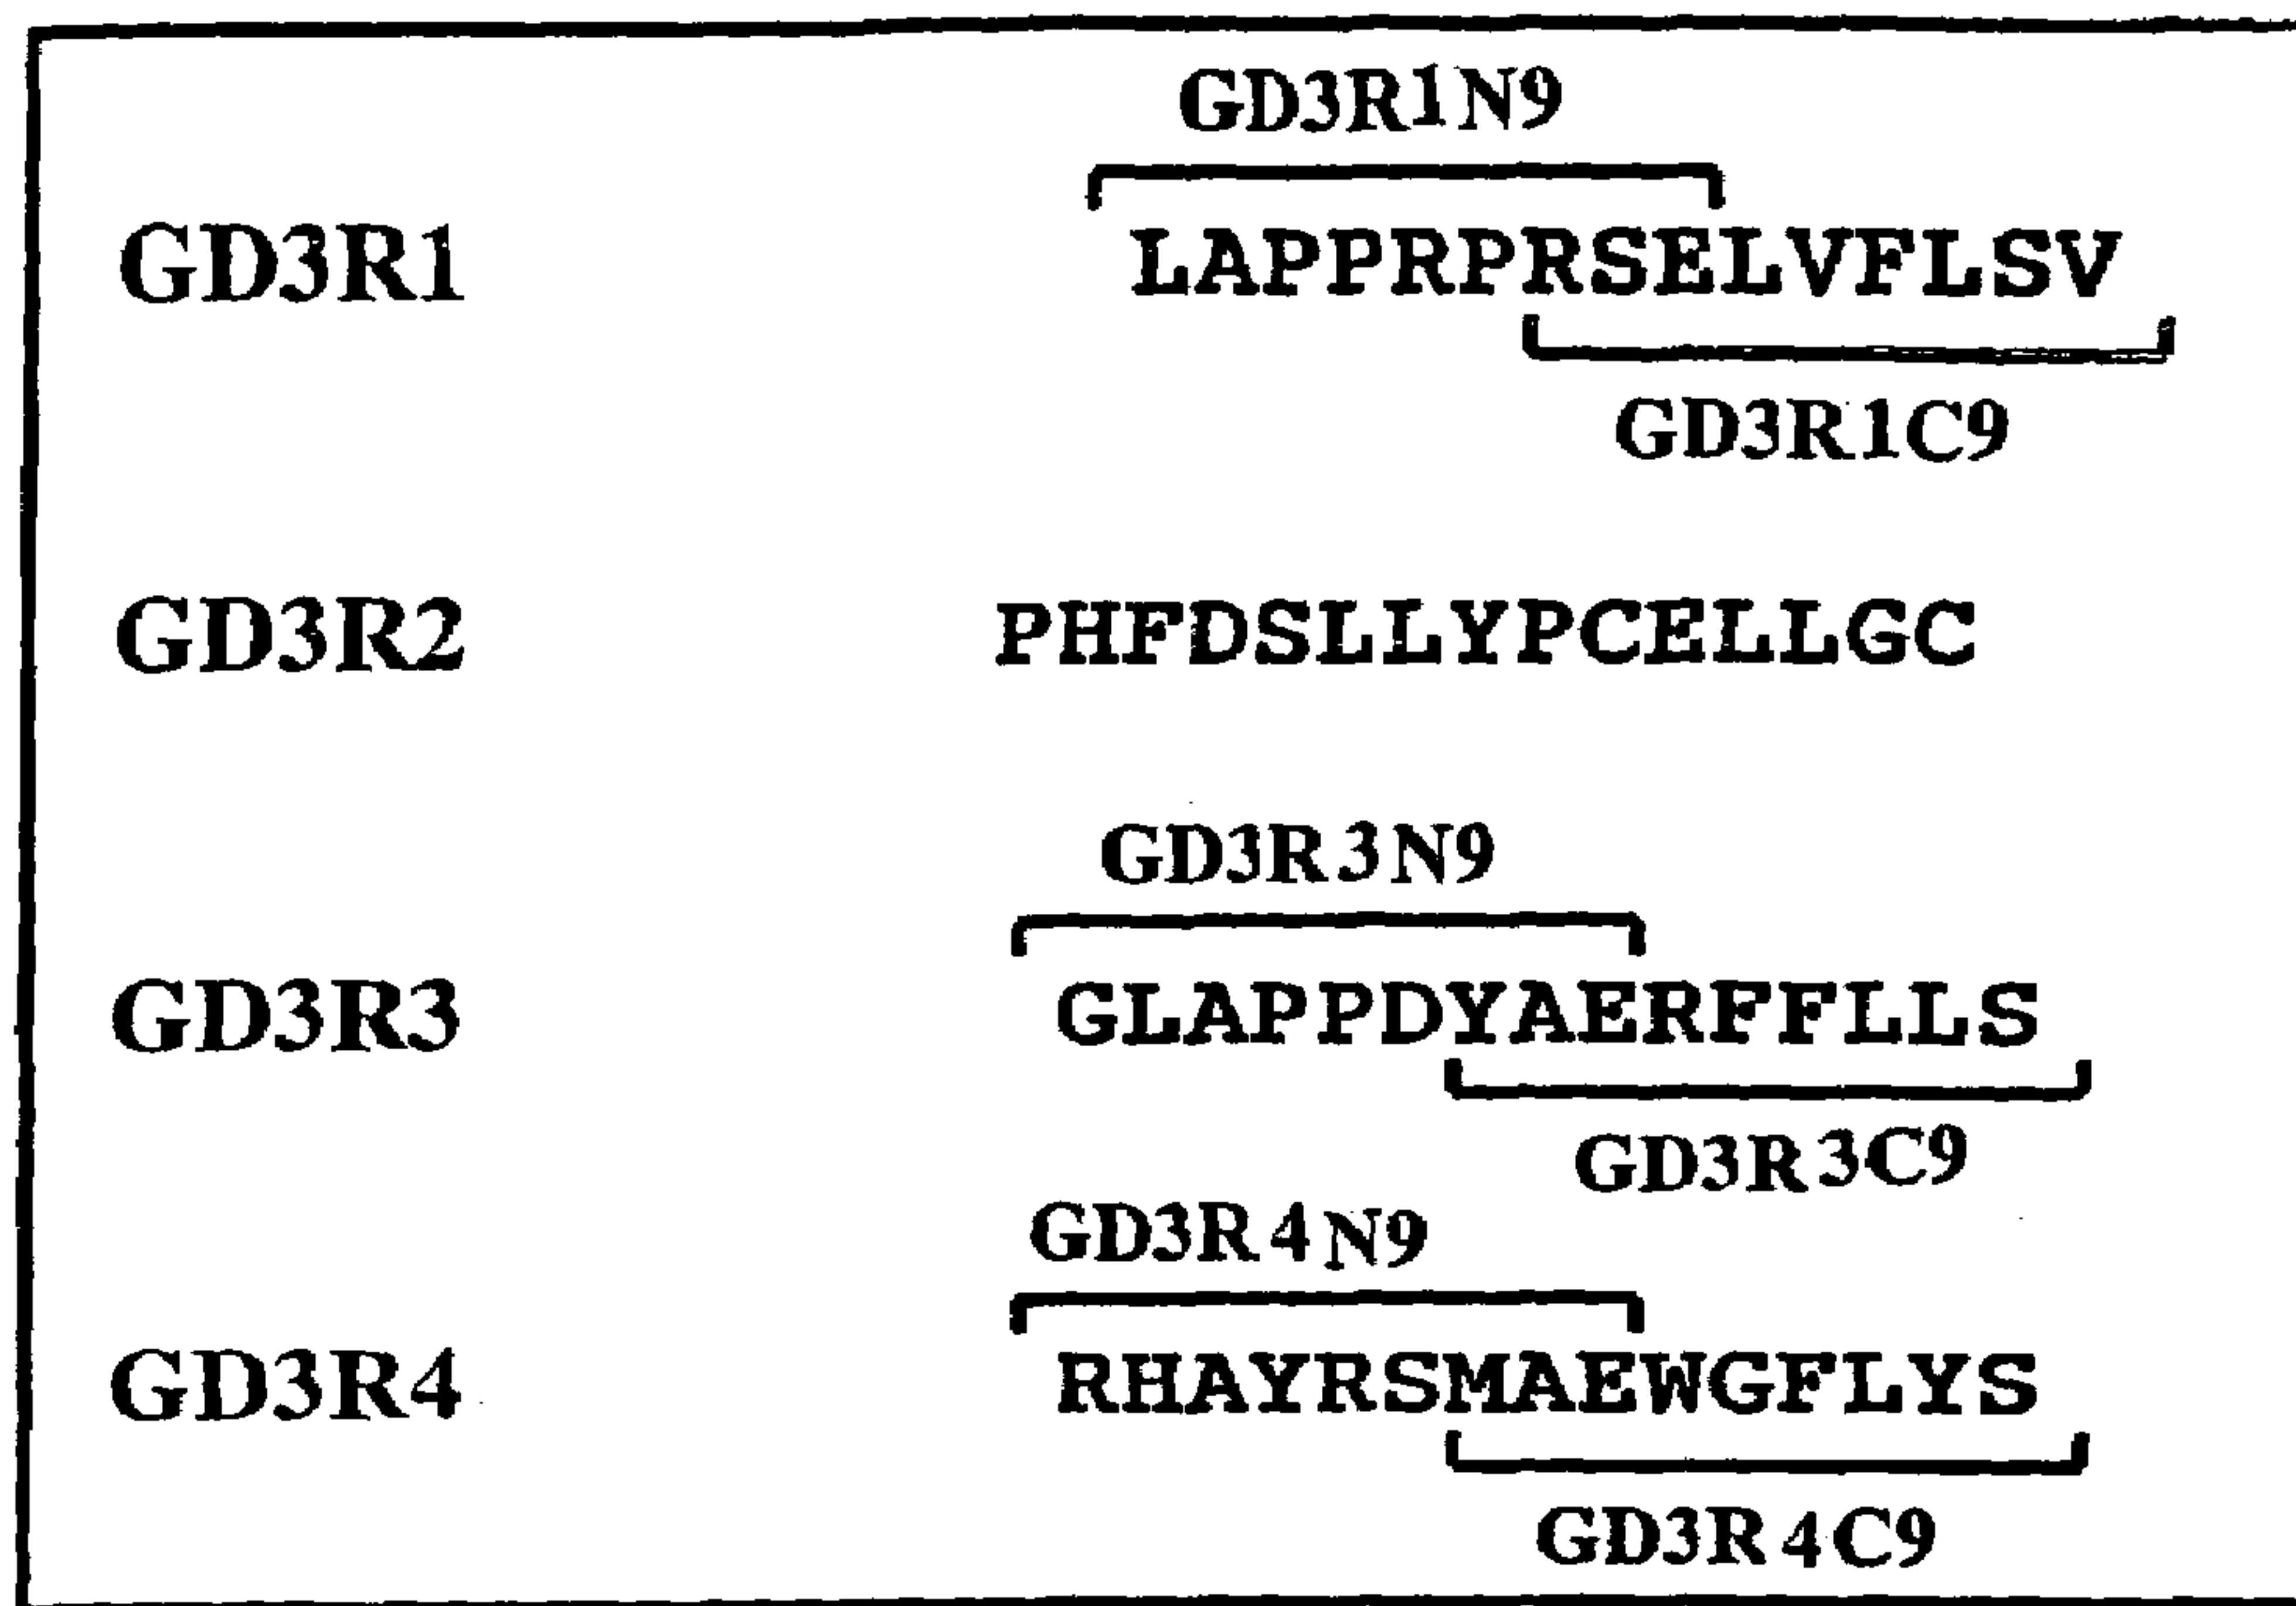 GD3R1N9
GD3R1 LAPPRPRSELVFLSV
GD3R1C9
GD3R2 PHFDSLLYPCELLGC
GD3R3N9
GD3R3 GLAPPDYAERFFLLS
GD3R3C9
GD3R4N9
GD3R4 RHAYRSMAEWGFLYS
GD3R4C9